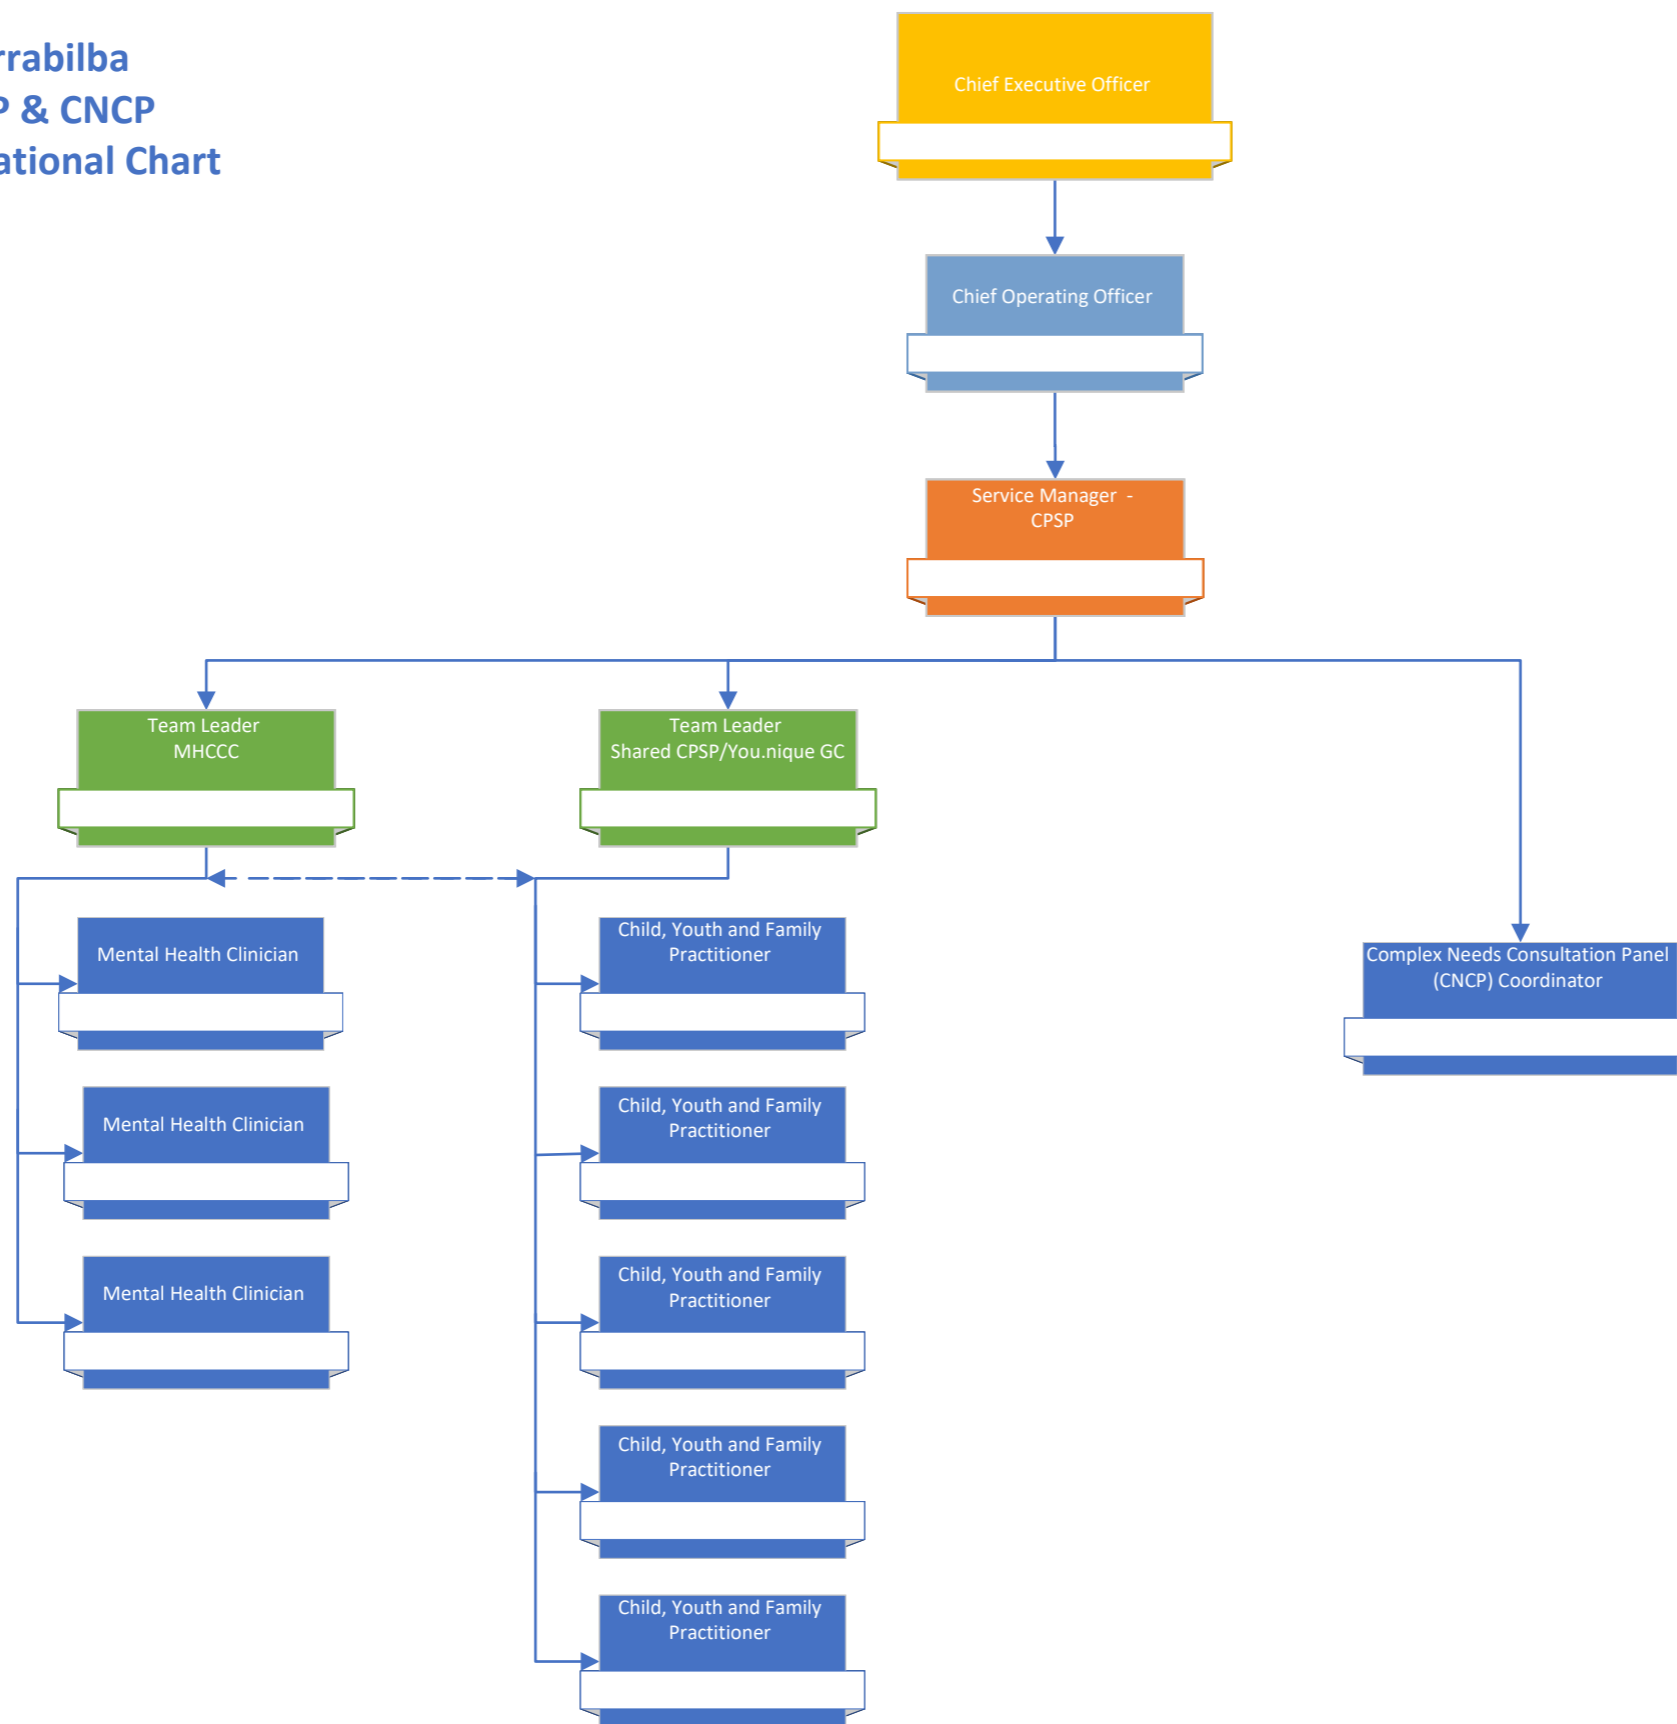 rrabilba
P & CNCP
ational Chart
Chief Executive Officer
Chief Operating Officer
Service Manager -
CPSP
Team Leader
MHCCC
Team Leader
Shared CPSP/You.nique GC
Mental Health Clinician
Mental Health Clinician
Mental Health Clinician
Child, Youth and Family
Practitioner
Child, Youth and Family
Practitioner
Child, Youth and Family
Practitioner
Child, Youth and Family
Practitioner
Child, Youth and Family
Practitioner
Complex Needs Consultation Panel
(CNCP) Coordinator